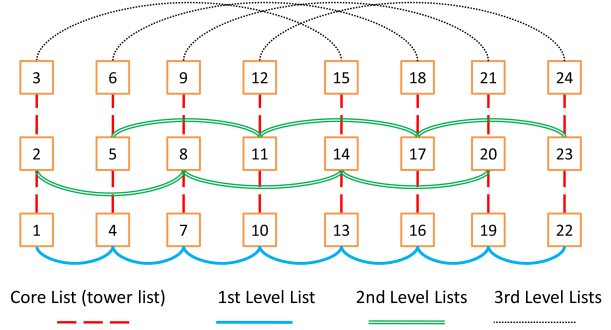 3 6 9 12 15 18 21 24
2 5 8 11 14 17 20 23
1 4 7 10 13 16 19 22
Core List (tower list) 1st Level List 2nd Level Lists 3rd Level Lists